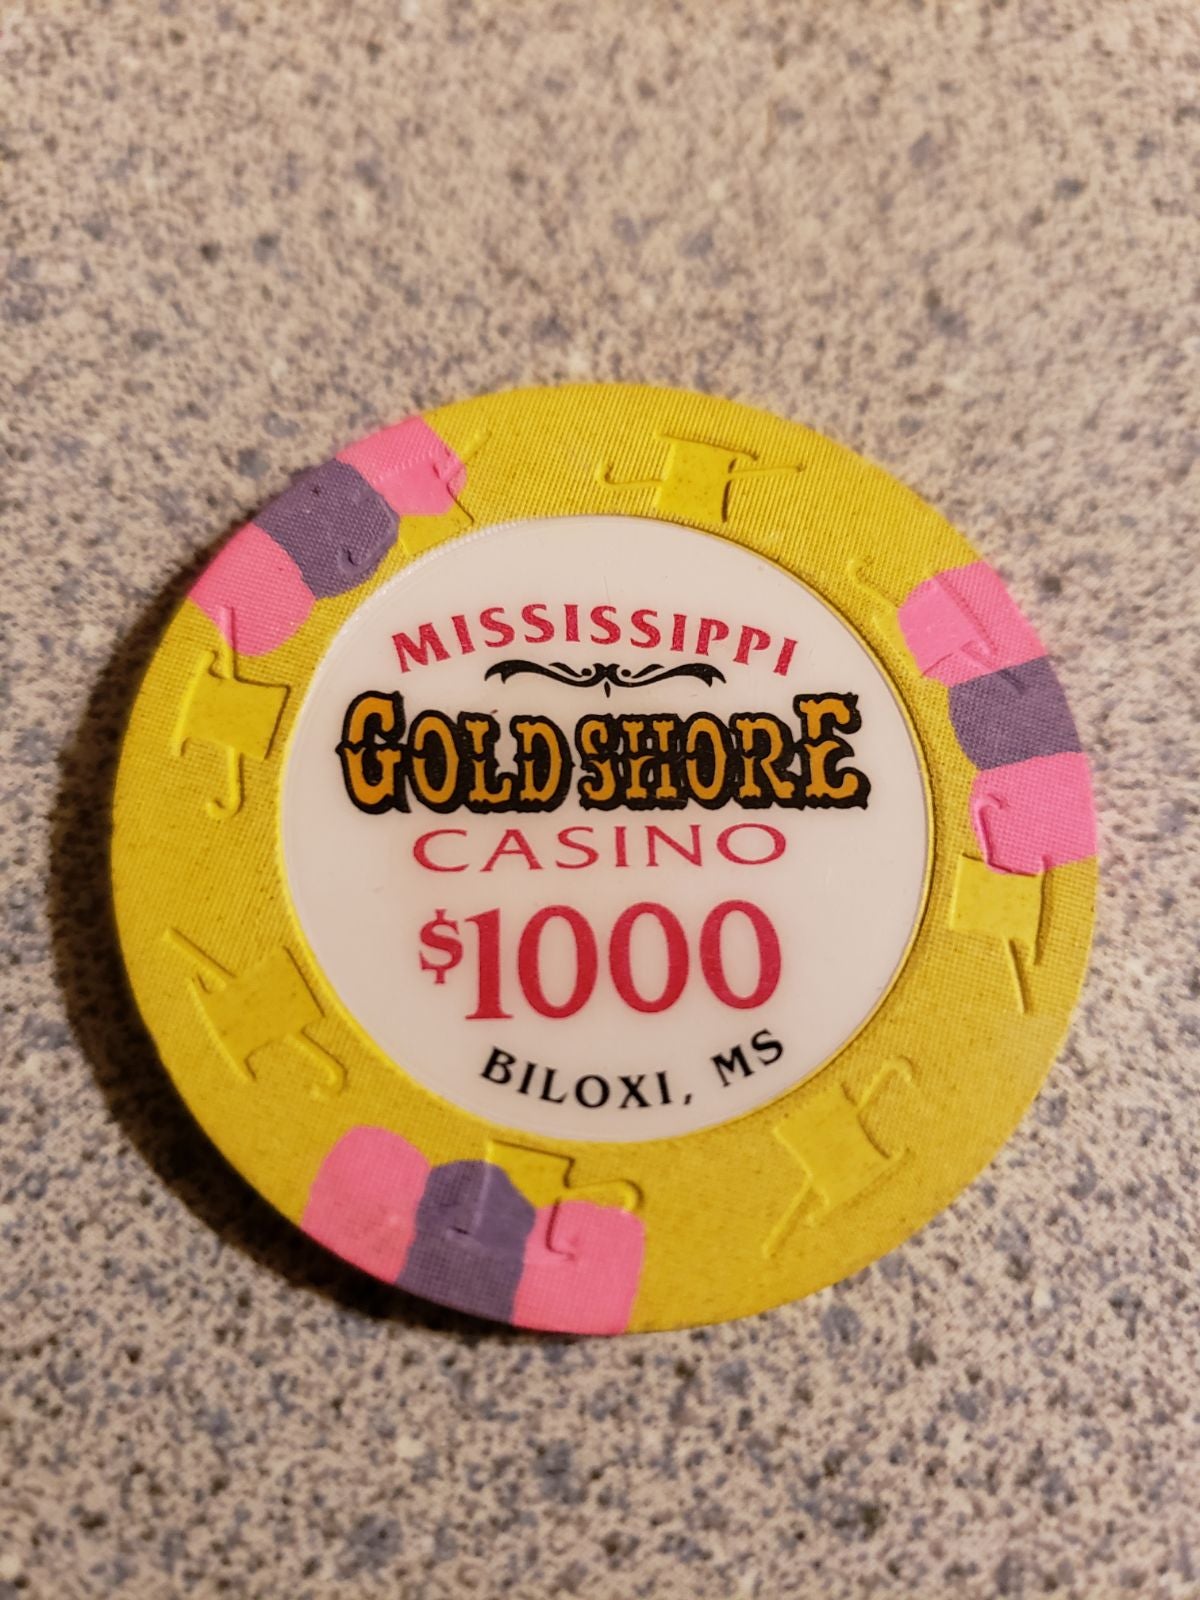 MISSISSIPPI
GOLD SHORE
CASINO
$1000
BILOXI, MS